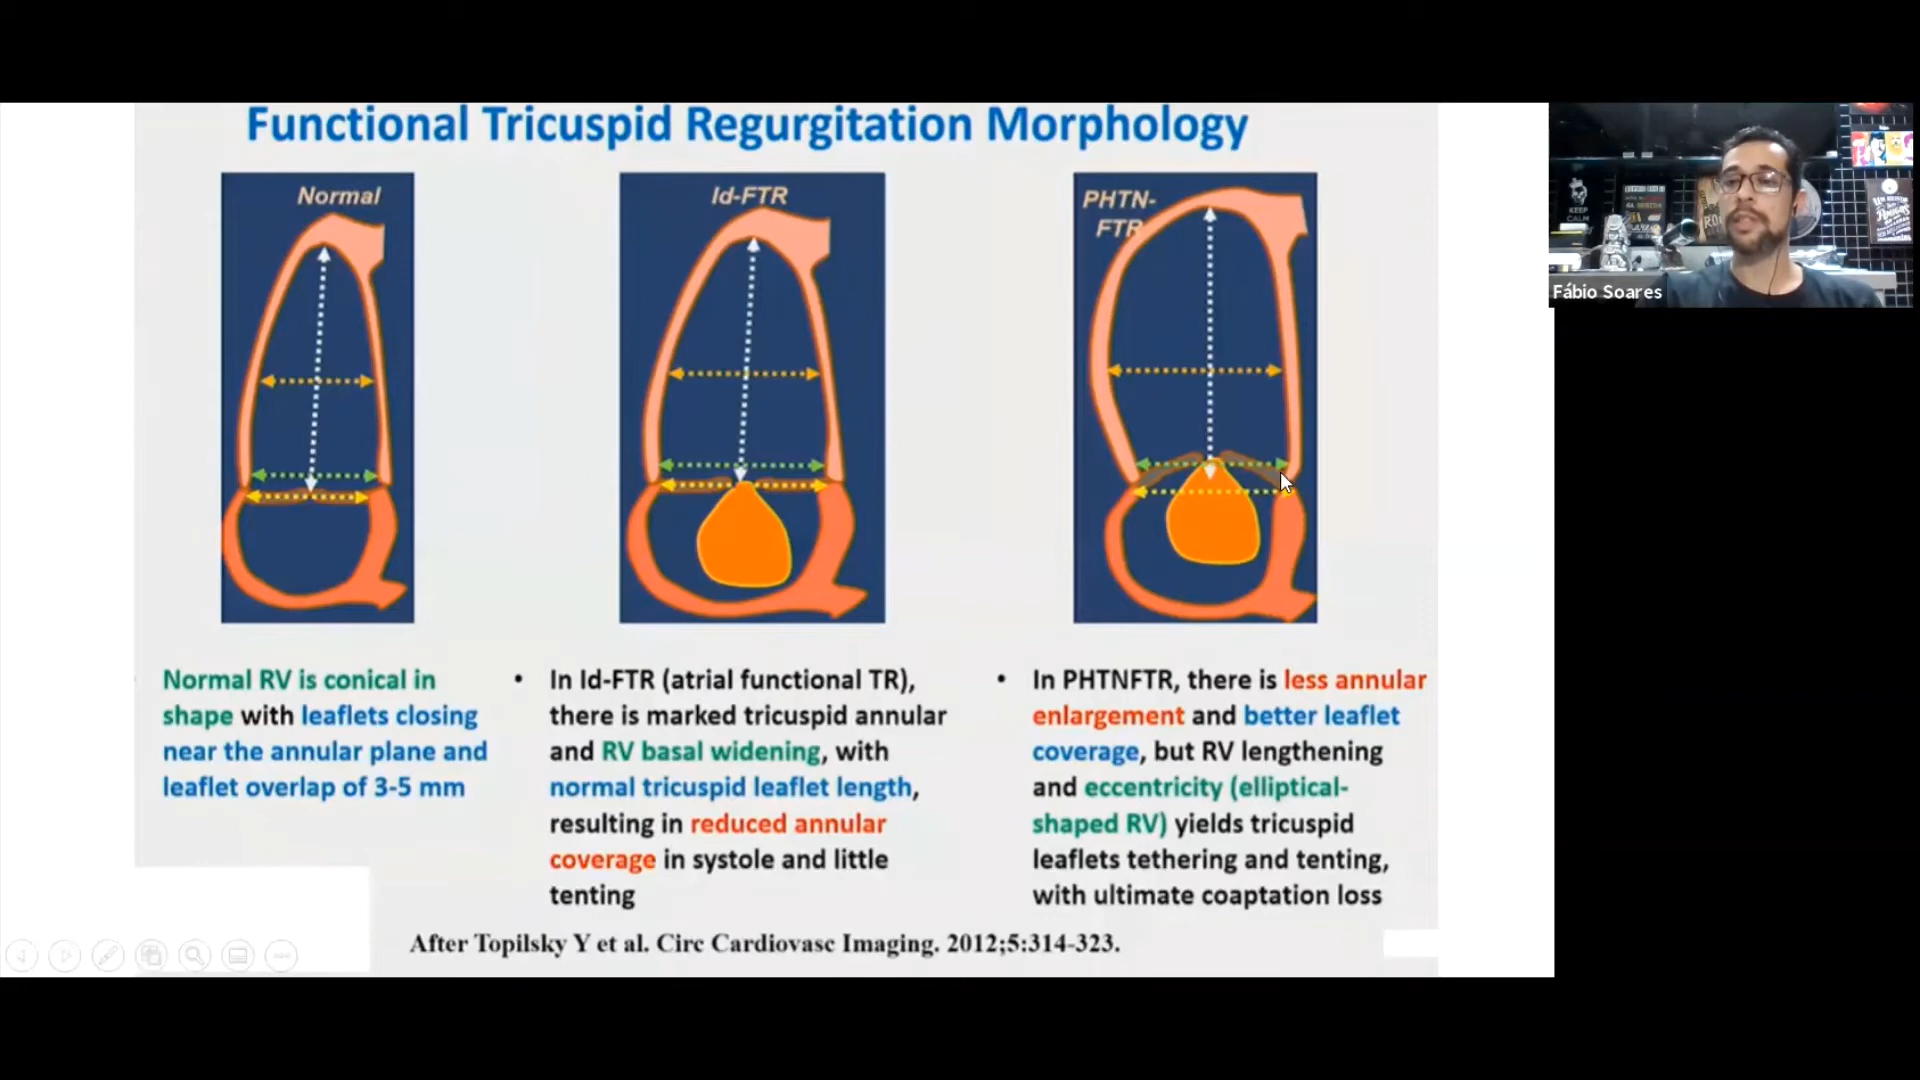 Functional Tricuspid Regurgitation Morphology
Normal
Id-FTR
PHTN-
FTR
Normal RV is conical in
shape with leaflets closing
near the annular plane and
leaflet overlap of 3-5 mm
• In Id-FTR (atrial functional TR),
there is marked tricuspid annular
and RV basal widening, with
normal tricuspid leaflet length,
resulting in reduced annular
coverage in systole and little
tenting
• In PHTNFTR, there is less annular
enlargement and better leaflet
coverage, but RV lengthening
and eccentricity (elliptical-
shaped RV) yields tricuspid
leaflets tethering and tenting,
with ultimate coaptation loss
After Topilsky Y et al. Circ Cardiovasc Imaging. 2012;5:314-323.
KEEP
CALM
Fábio Soares